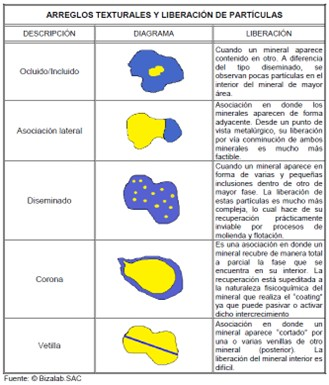 ARREGLOS TEXTURALES Y LIBERACIÓN DE PARTÍCULAS
DESCRIPCIÓN DIAGRAMA LIBERACIÓN
Ocluido/Incluido
Cuando un mineral aparece
contenido en otro. A diferencia
del tipo diseminado, se
observan pocas partículas en el
interior del mineral de mayor
área.
Asociación lateral
Asociación en donde los
minerales aparecen de forma
adyacente. Desde un punto de
vista metalúrgico, su liberación
por vía conminución de ambos
minerales es mucho más
factible.
Diseminado
Cuando un mineral aparece en
forma de varias y pequeñas
inclusiones dentro de otro de
mayor fase. La liberación de
estas partículas es mucho más
compleja, lo cual hace de su
recuperación prácticamente
inviable por procesos de
molienda y flotación.
Corona
Es una asociación en donde un
mineral recubre de manera total
a parcial la fase que se
encuentra en su interior. La
recuperación está supeditada a
la naturaleza fisicoquímica del
mineral que realiza el "coating"
ya que puede pasivar o activar
dicho intercrecimiento
Vetilla
Asociación en donde un
mineral aparece "cortado" por
una o varias venillas de otro
mineral (posterior). La
liberación del mineral interior es
difícil.
Fuente: © Bizalab.SAC